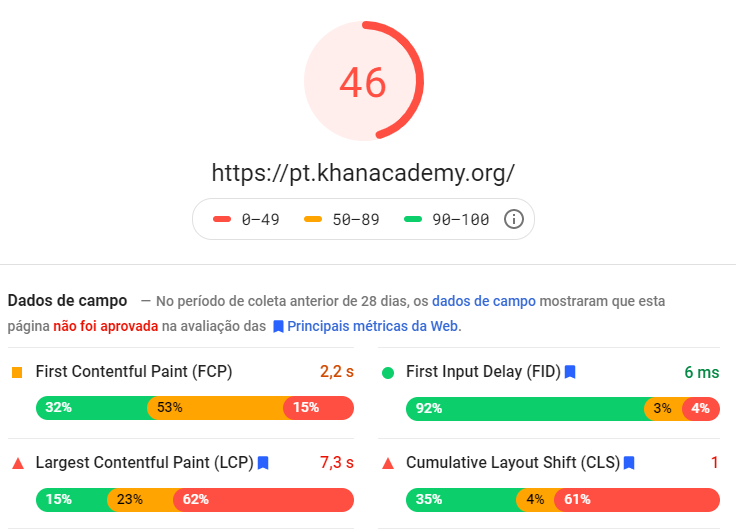 46
https://pt.khanacademy.org/
0–49 50–89 90–100
Dados de campo — No período de coleta anterior de 28 dias, os dados de campo mostraram que esta
página não foi aprovada na avaliação das Principais métricas da Web.
First Contentful Paint (FCP) 2,2 s
32% 53% 15%
First Input Delay (FID) 6 ms
92% 3% 4%
Largest Contentful Paint (LCP) 7,3 s
15% 23% 62%
Cumulative Layout Shift (CLS) 1
35% 4% 61%